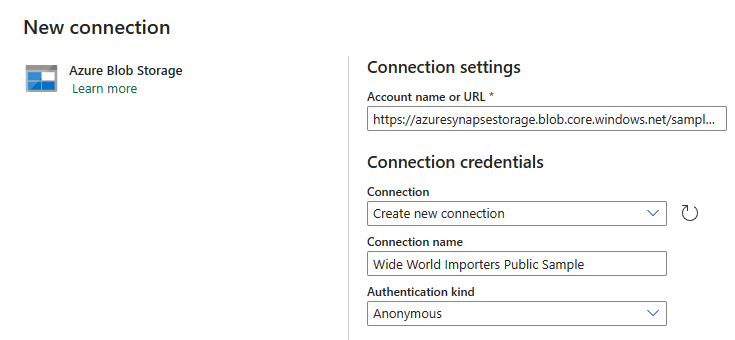 New connection
Azure Blob Storage
Learn more
Connection settings
Account name or URL *
https://azuresynapsestorage.blob.core.windows.net/sampl...
Connection credentials
Connection
Create new connection
Connection name
Wide World Importers Public Sample
Authentication kind
Anonymous